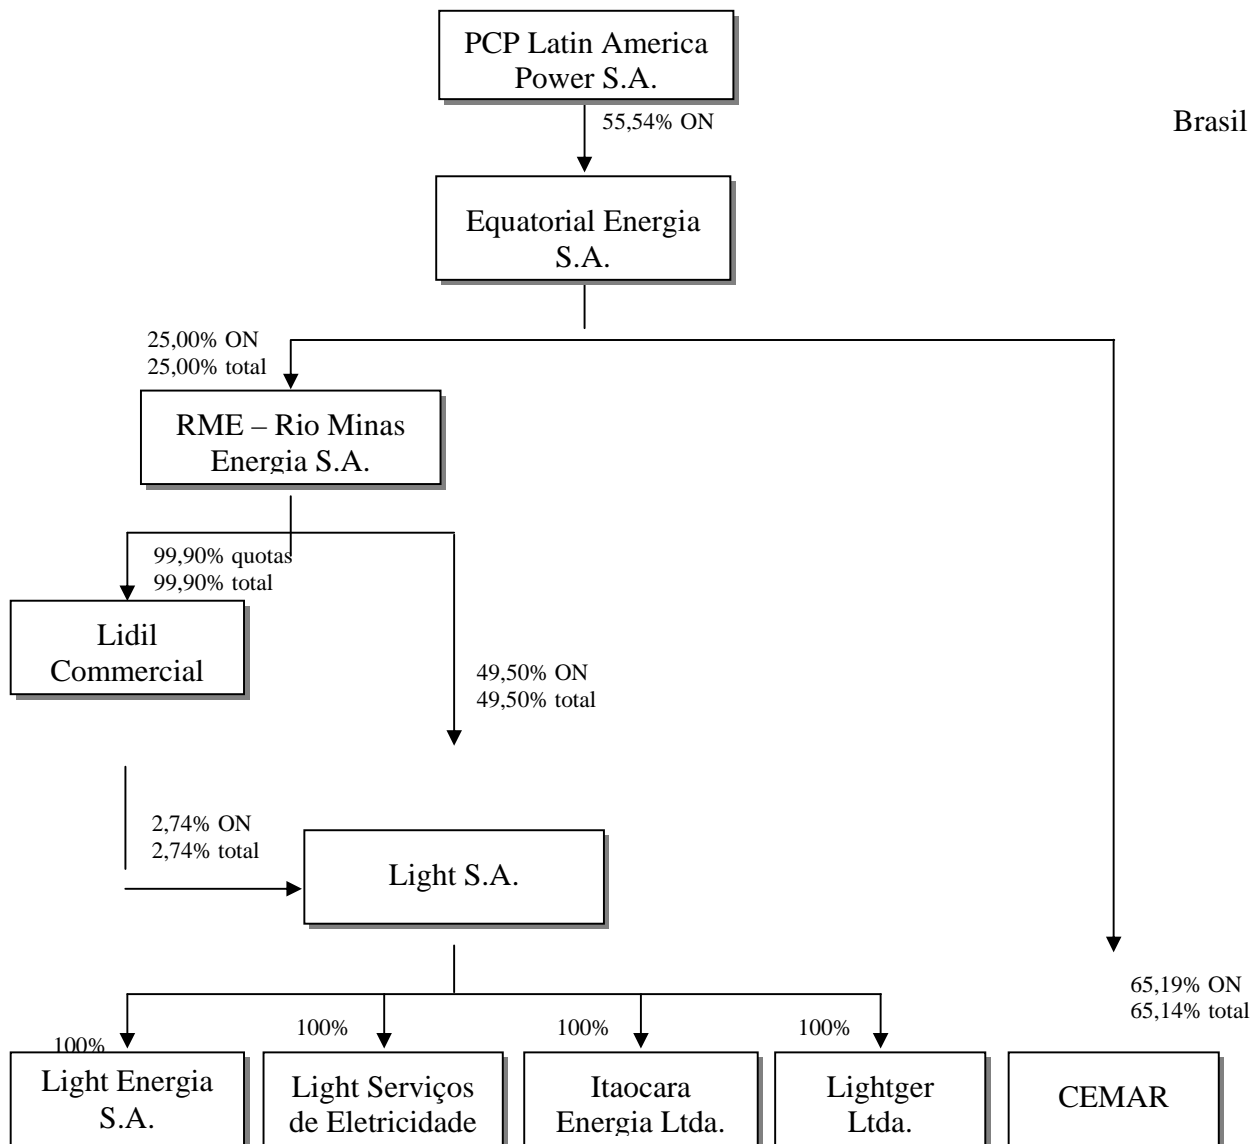 PCP Latin America
Power S.A.
55,54% ON
Brasil
Equatorial Energia
S.A.
25,00% ON
25,00% total
RME – Rio Minas
Energia S.A.
99,90% quotas
99,90% total
Lidil
Commercial
49,50% ON
49,50% total
2,74% ON
2,74% total
Light S.A.
65,19% ON
65,14% total
100%
100%
100%
100%
Light Energia
S.A.
Light Serviços
de Eletricidade
Itaocara
Energia Ltda.
Lightger
Ltda.
CEMAR